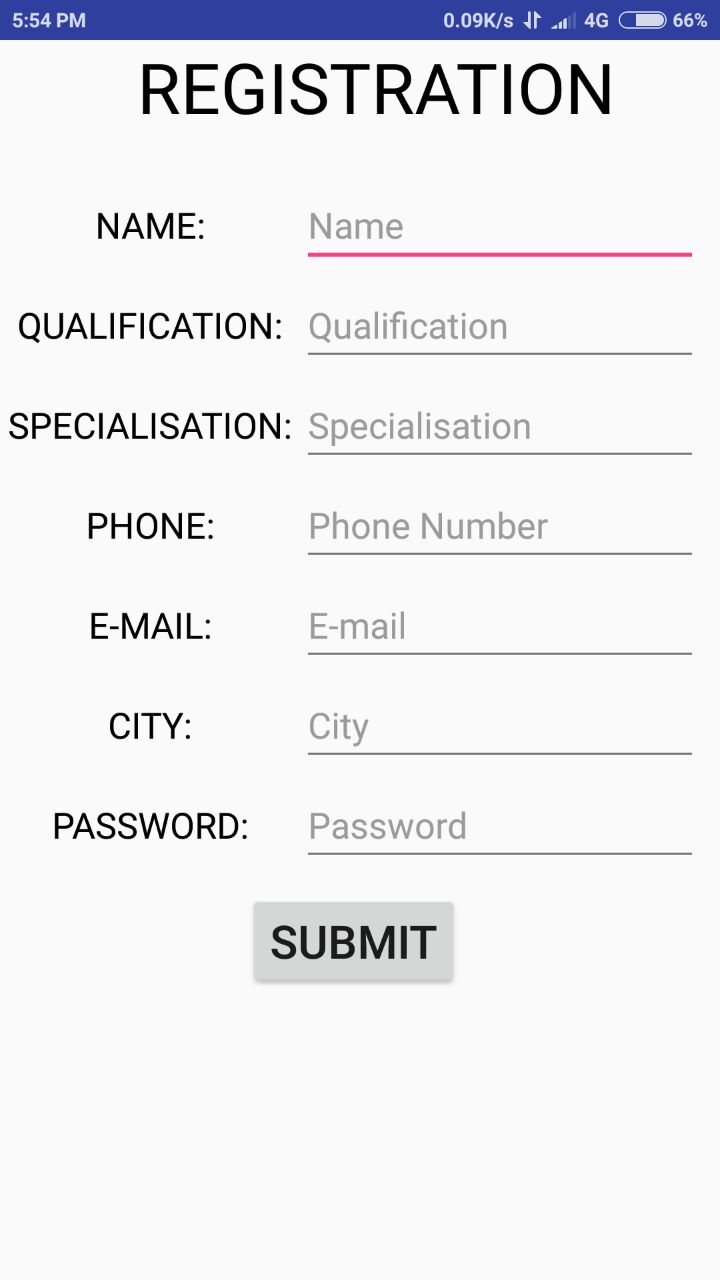 5:54 PM 0.09K/s 4G 66%
REGISTRATION
NAME: Name
QUALIFICATION: Qualification
SPECIALISATION: Specialisation
PHONE: Phone Number
E-MAIL: E-mail
CITY: City
PASSWORD: Password
SUBMIT